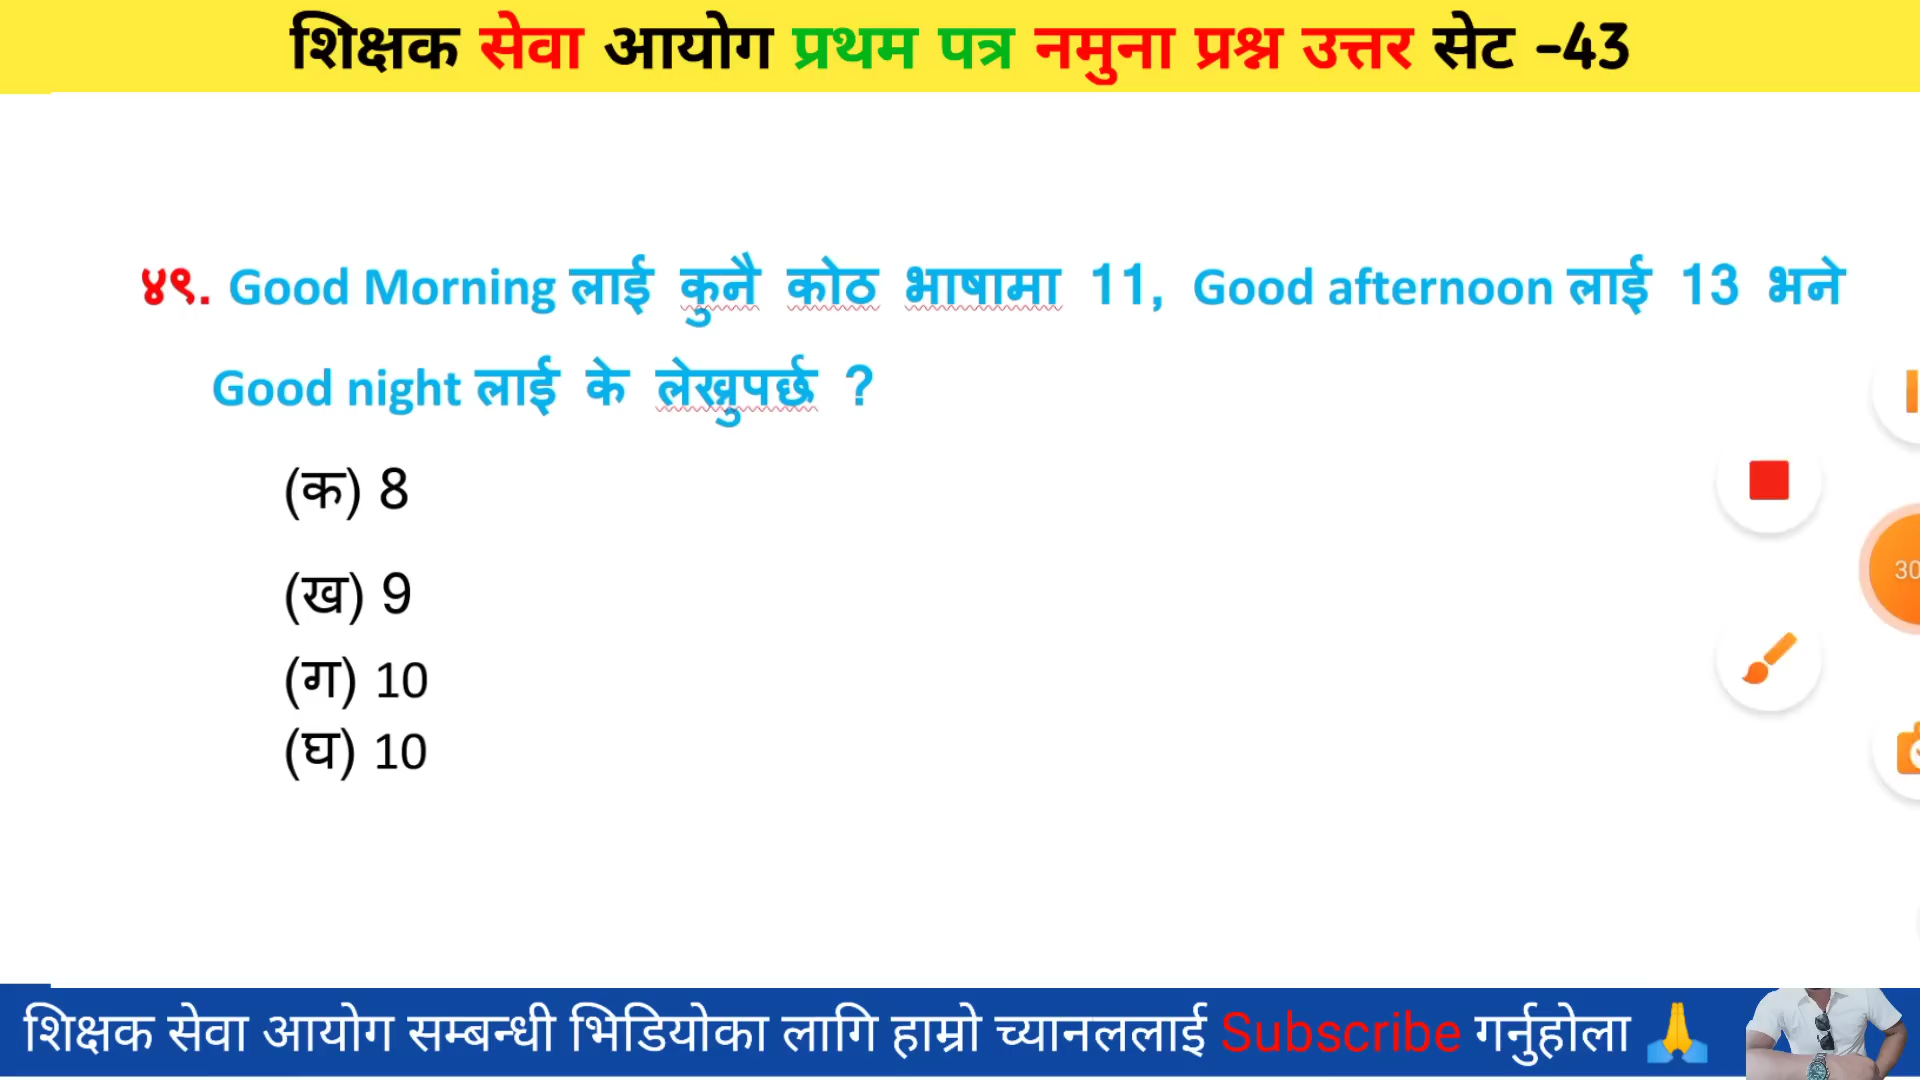 शिक्षक सेवा आयोग प्रथम पत्र नमुना प्रश्न उत्तर सेट -43
४९. Good Morning लाई कुनै कोठ भाषामा 11, Good afternoon लाई 13 भने
Good night लाई के लेख्नुपर्छ ?
(क) 8
(ख) 9
(ग) 10
(घ) 10
30
शिक्षक सेवा आयोग सम्बन्धी भिडियोका लागि हाम्रो च्यानललाई Subscribe गर्नुहोला 🙏